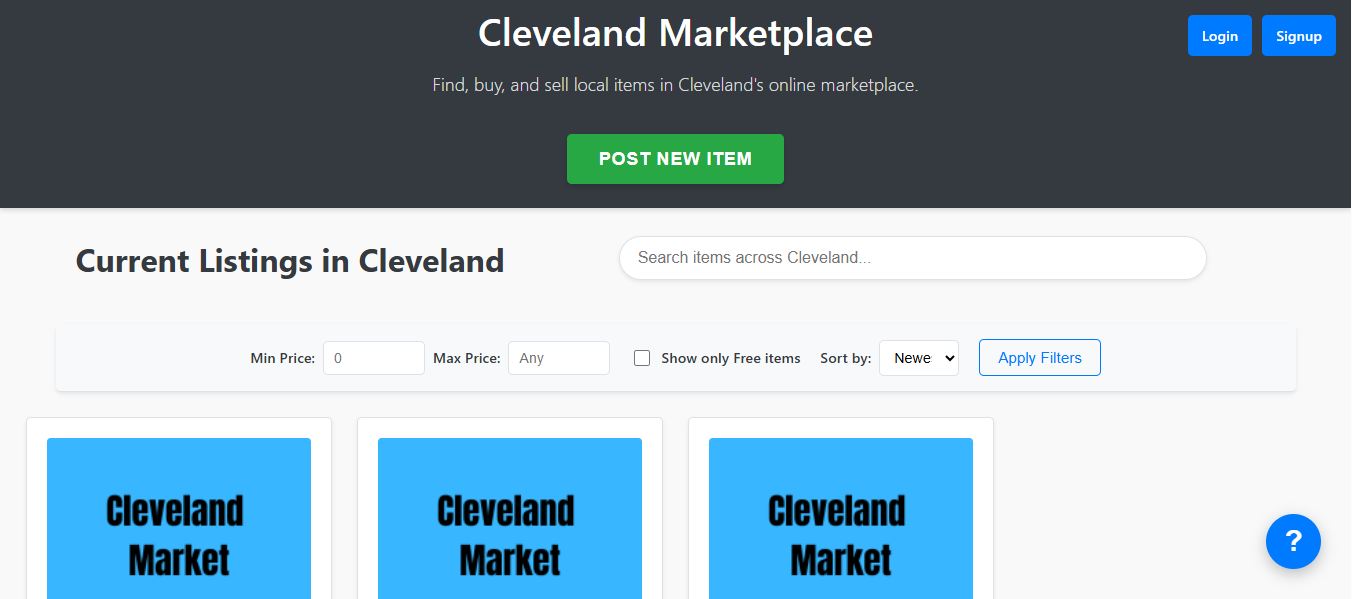 Cleveland Marketplace
Login
Signup
Find, buy, and sell local items in Cleveland's online marketplace.
POST NEW ITEM
Current Listings in Cleveland
Search items across Cleveland...
Min Price: 0 Max Price: Any Show only Free items Sort by: Newe Apply Filters
Cleveland
Market
Cleveland
Market
Cleveland
Market
?